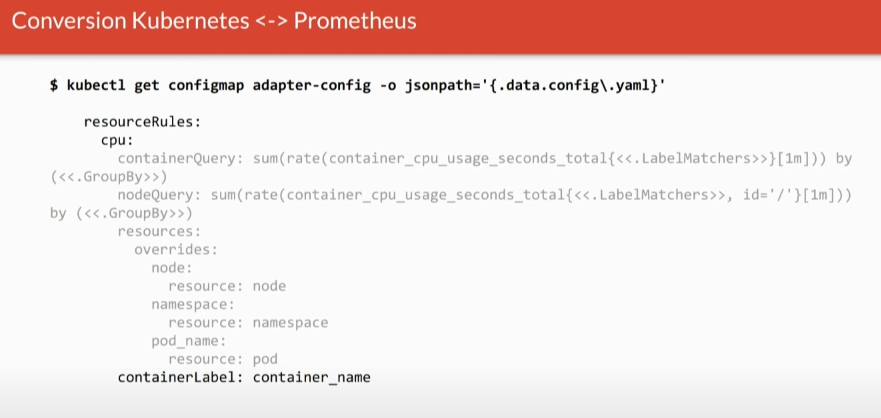 Conversion Kubernetes <-> Prometheus
$ kubectl get configmap adapter-config -o jsonpath='{.data.config\.yaml}'
resourceRules:
cpu:
containerQuery: sum(rate(container_cpu_usage_seconds_total{<<.LabelMatchers>>}[1m])) by
(<<.GroupBy>>)
nodeQuery: sum(rate(container_cpu_usage_seconds_total{<<.LabelMatchers>>, id='/'}[1m]))
by (<<.GroupBy>>)
resources:
overrides:
node:
resource: node
namespace:
resource: namespace
pod_name:
resource: pod
containerLabel: container_name